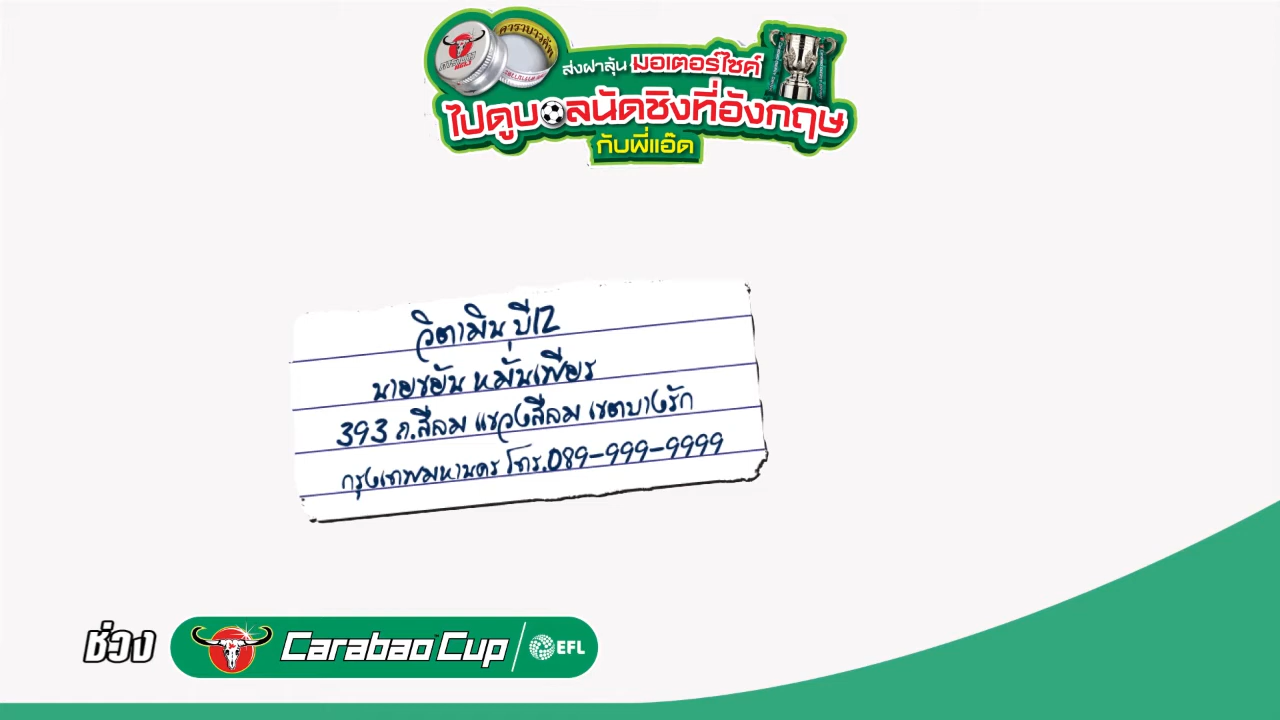 ส่งฝาลุ้น มอเตอร์ไซค์
ไปดูบอลนัดชิงที่อังกฤษ
กับพี่แอ๊ด
วิตามิน บี12
นายขยัน หมั่นเพียร
393 ถ.สีลม แขวงสีลม เขตบางรัก
กรุงเทพมหานคร โทร.089-999-9999
ช่วง Carabao Cup EFL